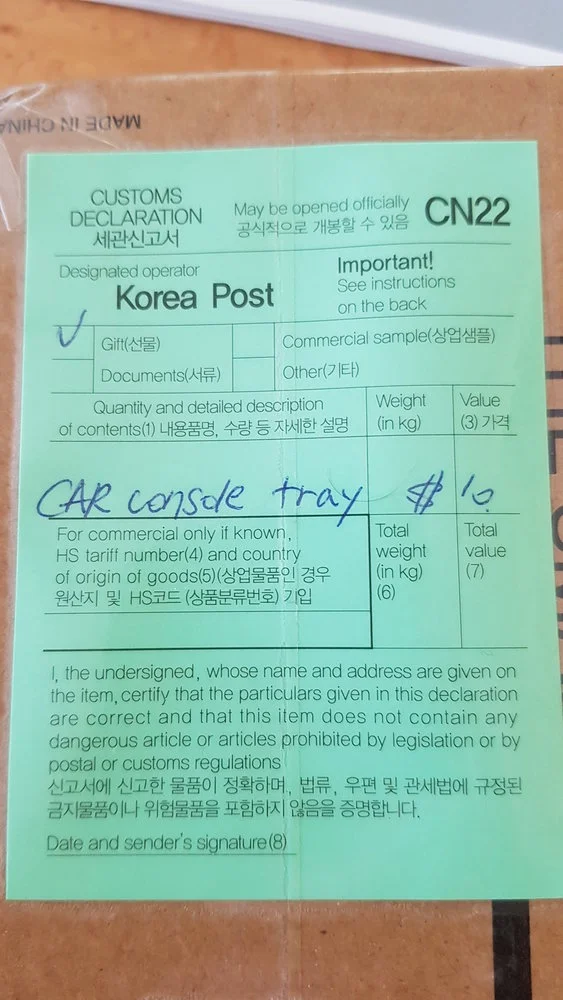 MADE IN CHINA
CUSTOMS
DECLARATION
세관신고서
May be opened officially
공식적으로 개봉할 수 있음
CN22
Designated operator
Korea Post
Important!
See instructions
on the back
✓
Gift(선물)
Commercial sample(상업샘플)
Documents(서류)
Other(기타)
Quantity and detailed description
of contents(1) 내용품명, 수량 등 자세한 설명
Weight
(in kg)
Value
(3) 가격
CAR console tray $ 10.
For commercial only if known,
HS tariff number(4) and country
of origin of goods(5)(상업물품인 경우
원산지 및 HS코드 (상품분류번호) 기입
Total
weight
(in kg)
(6)
Total
value
(7)
I, the undersigned, whose name and address are given on
the item, certify that the particulars given in this declaration
are correct and that this item does not contain any
dangerous article or articles prohibited by legislation or by
postal or customs regulations
신고서에 신고한 물품이 정확하며, 법류, 우편 및 관세법에 규정된
금지물품이나 위험물품을 포함하지 않음을 증명합니다.
Date and sender's signature(8)